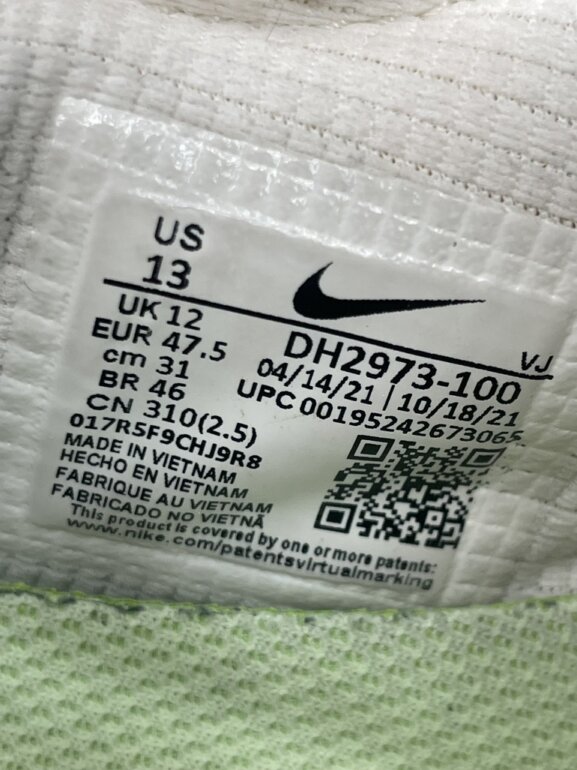 US
13
UK 12
EUR 47.5
cm 31
BR 46
CN 310(2.5)
VJ
DH2973-100
04/14/21 | 10/18/21
UPC 00195242673065
017R5F9CHJ9R8
MADE IN VIETNAM
HECHO EN VIETNAM
FABRIQUE AU VIETNAM
FABRICADO NO VIETNÃ
This product is covered by one or more patents:
www.nike.com/patentsvirtualmarking